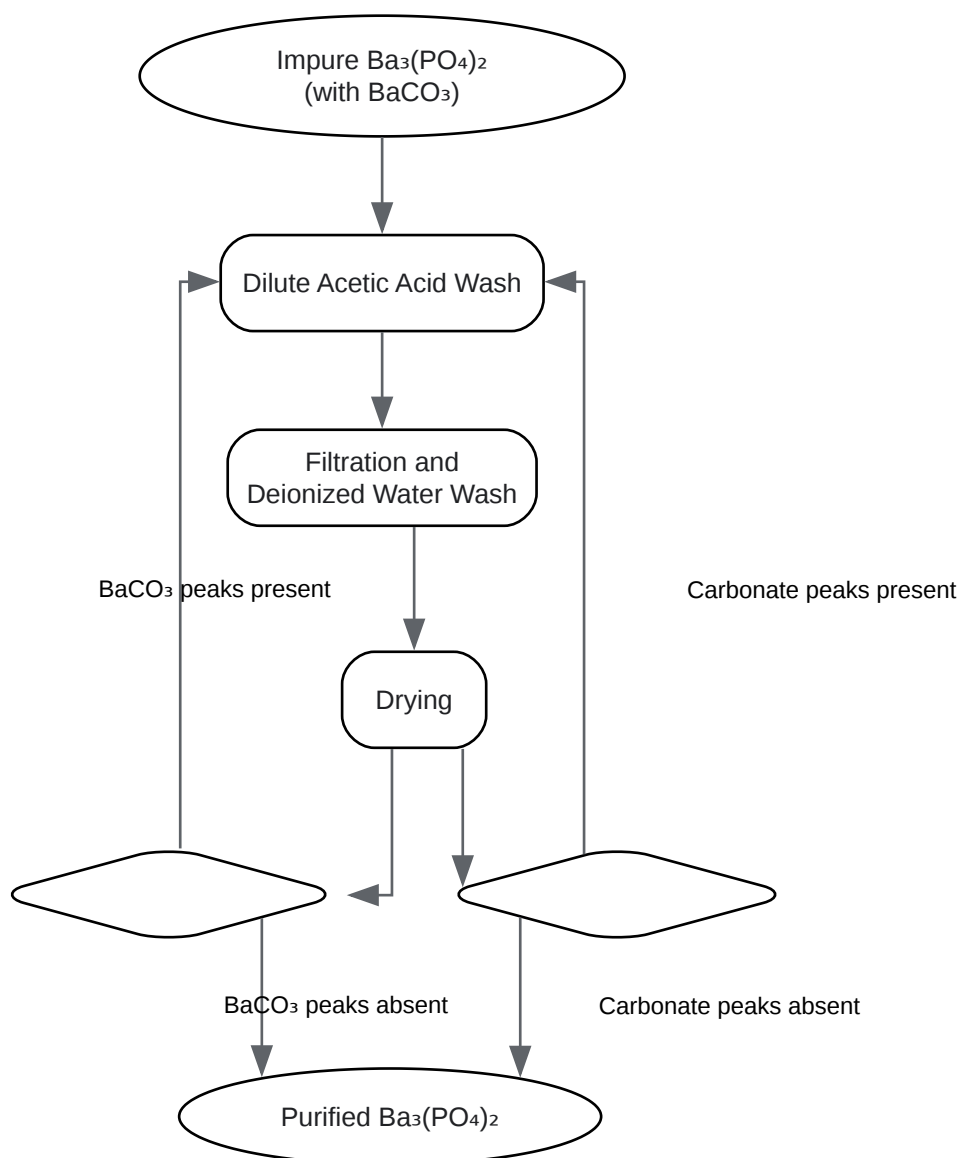 Impure Ba₃(PO₄)₂
(with BaCO₃)
Dilute Acetic Acid Wash
Filtration and
Deionized Water Wash
BaCO₃ peaks present
Carbonate peaks present
Drying
BaCO₃ peaks absent
Carbonate peaks absent
Purified Ba₃(PO₄)₂